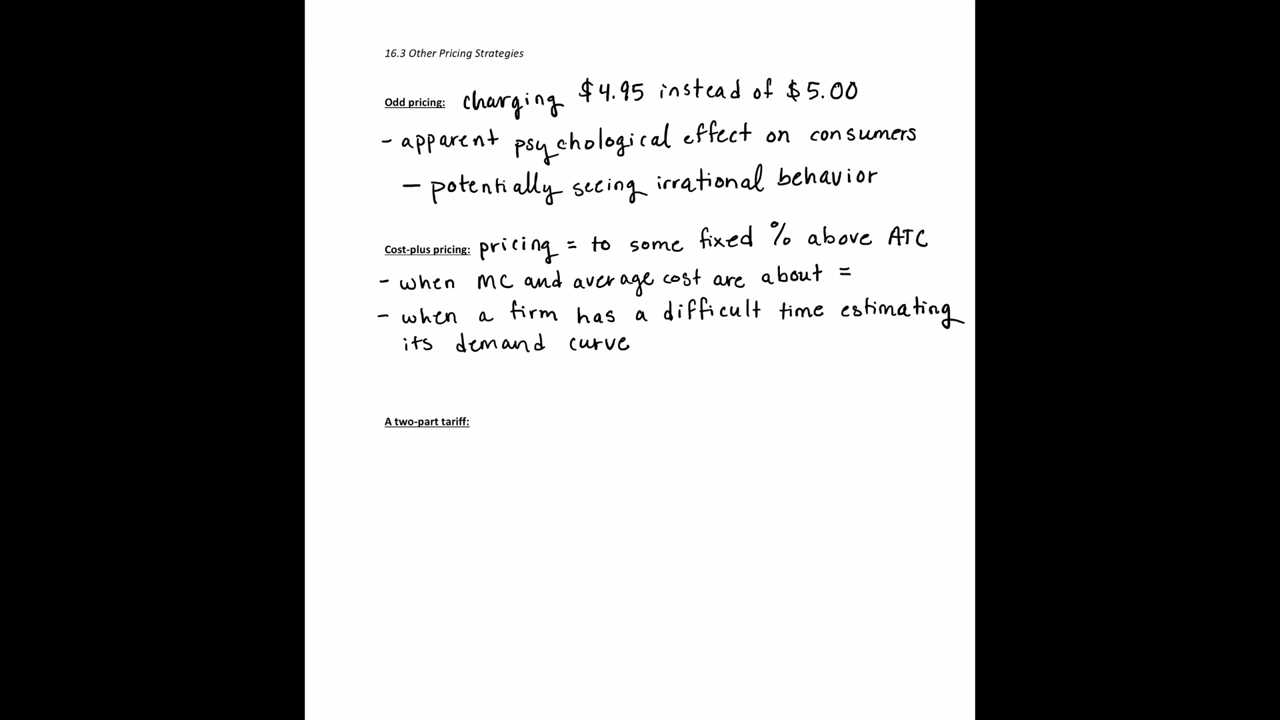 16.3 Other Pricing Strategies
Odd pricing: charging $4.95 instead of $5.00
- apparent psychological effect on consumers
- potentially seeing irrational behavior
Cost-plus pricing: pricing = to some fixed % above ATC
- when MC and average cost are about =
- when a firm has a difficult time estimating
its demand curve
A two-part tariff: